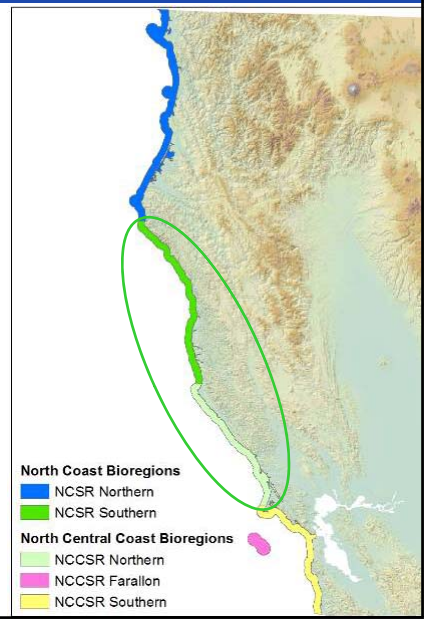 North Coast Bioregions
NCSR Northern
NCSR Southern
North Central Coast Bioregions
NCCSR Northern
NCCSR Farallon
NCCSR Southern